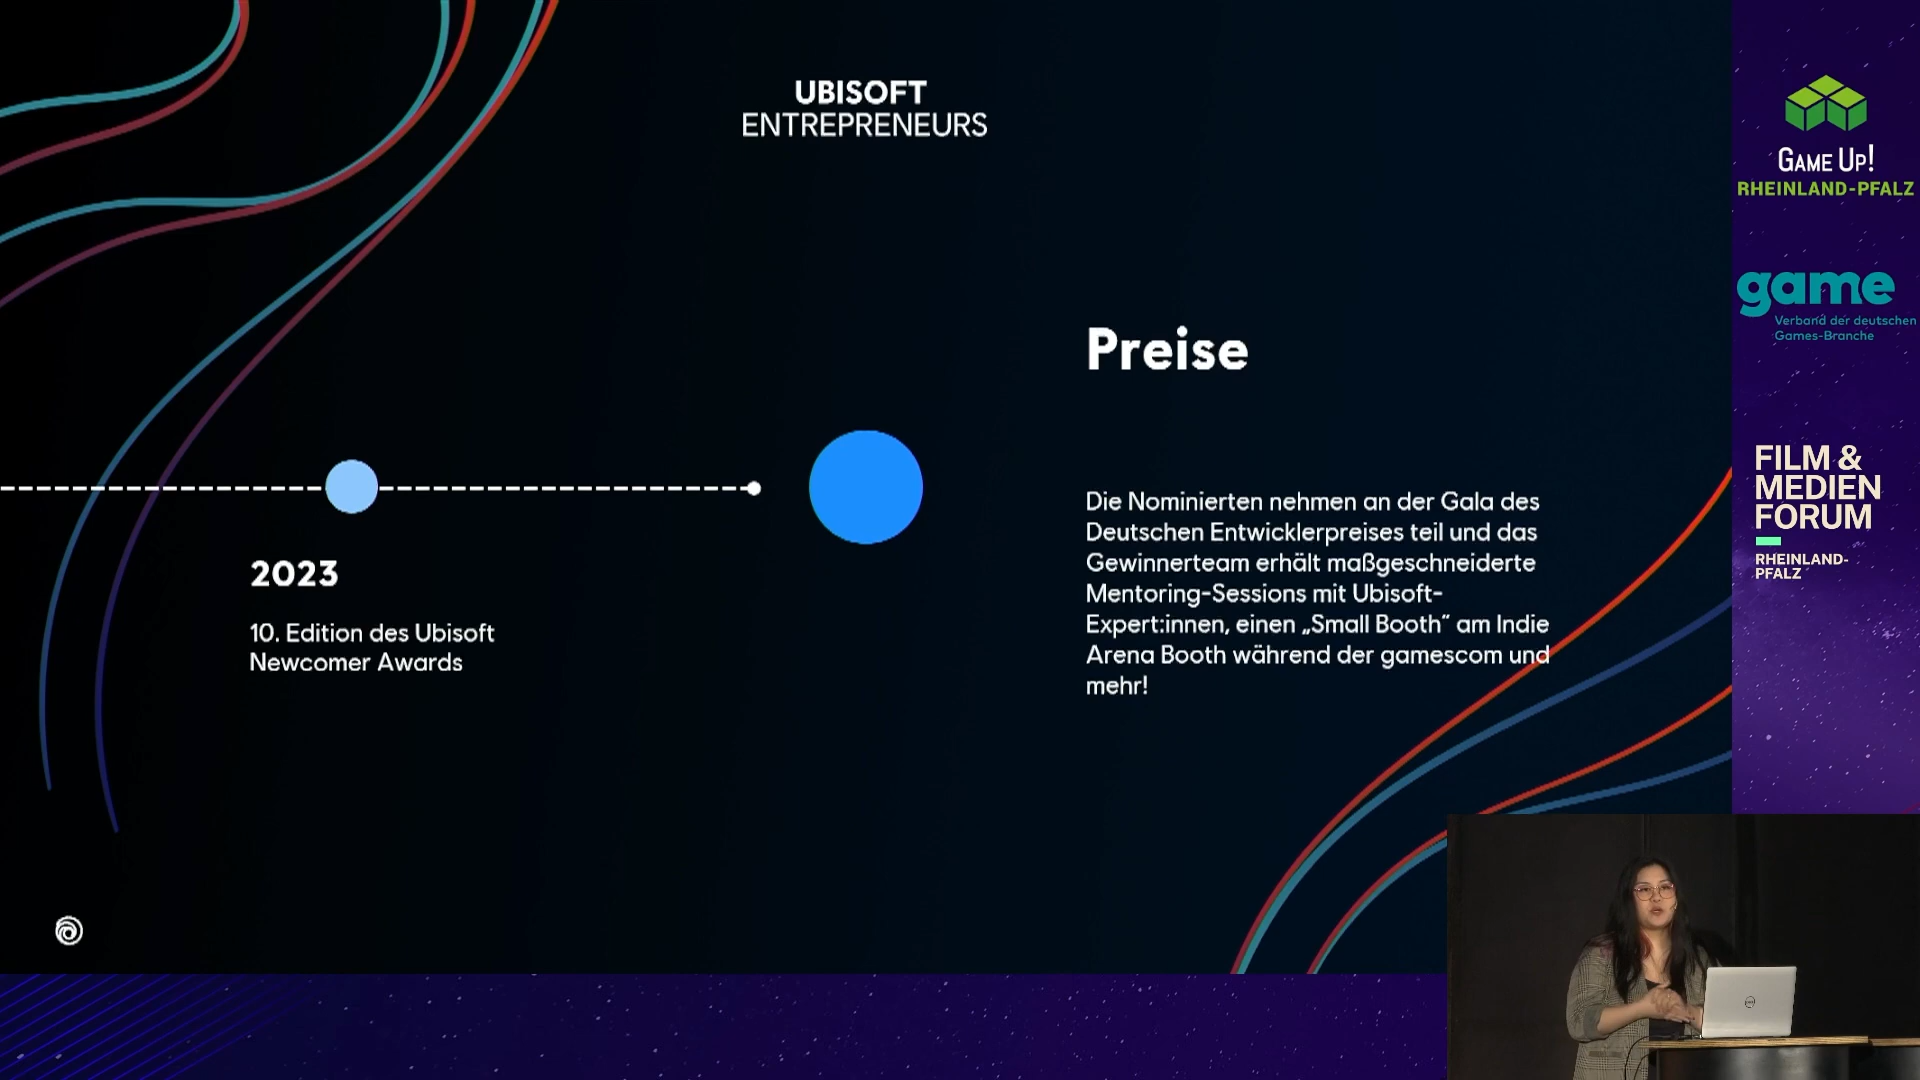 UBISOFT
ENTREPRENEURS
Preise
Die Nominierten nehmen an der Gala des
Deutschen Entwicklerpreises teil und das
Gewinnerteam erhält maßgeschneiderte
Mentoring-Sessions mit Ubisoft-
Expert:innen, einen „Small Booth“ am Indie
Arena Booth während der gamescom und
mehr!
2023
10. Edition des Ubisoft
Newcomer Awards
GAME UP!
RHEINLAND-PFALZ
game
Verband der deutschen
Games-Branche
FILM &
MEDIEN
FORUM
RHEINLAND-
PFALZ